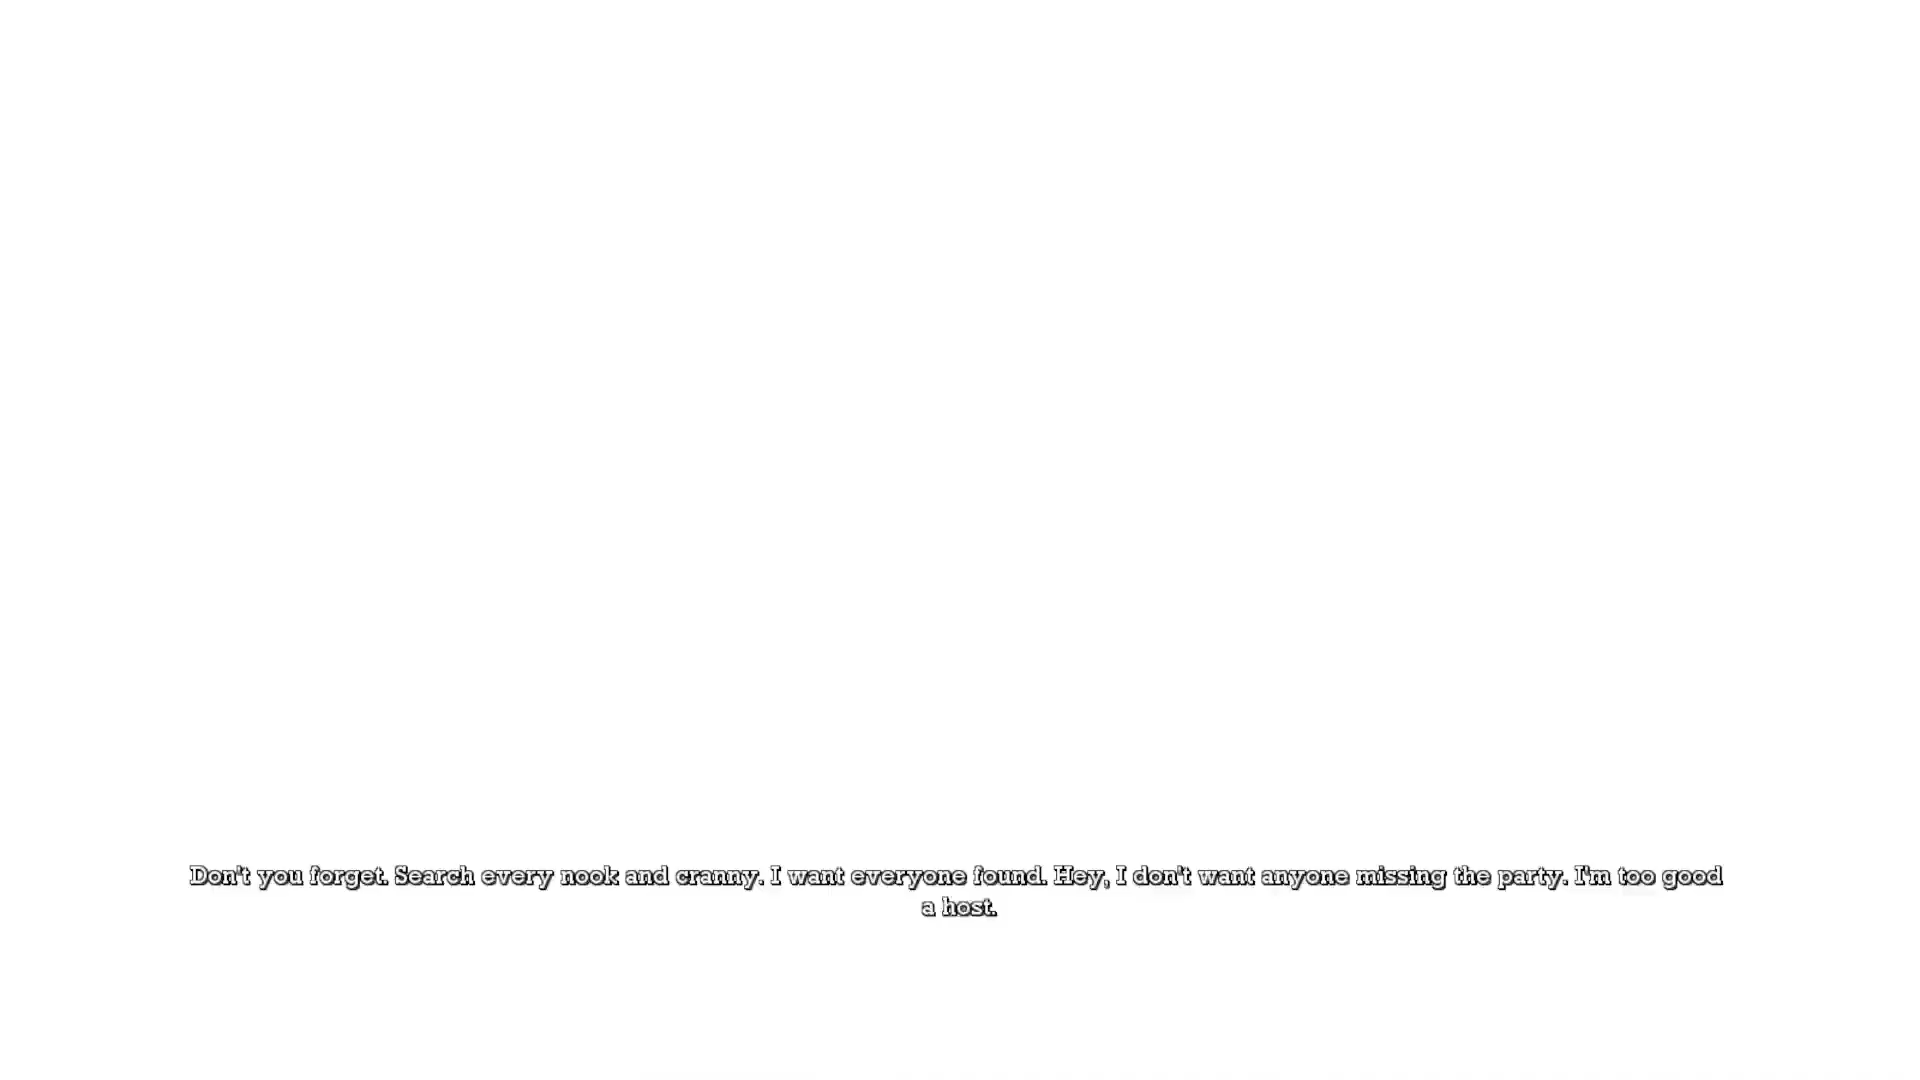 Don't you forget. Search every nook and cranny. I want everyone found. Hey, I don't want anyone missing the party. I'm too good
a host.